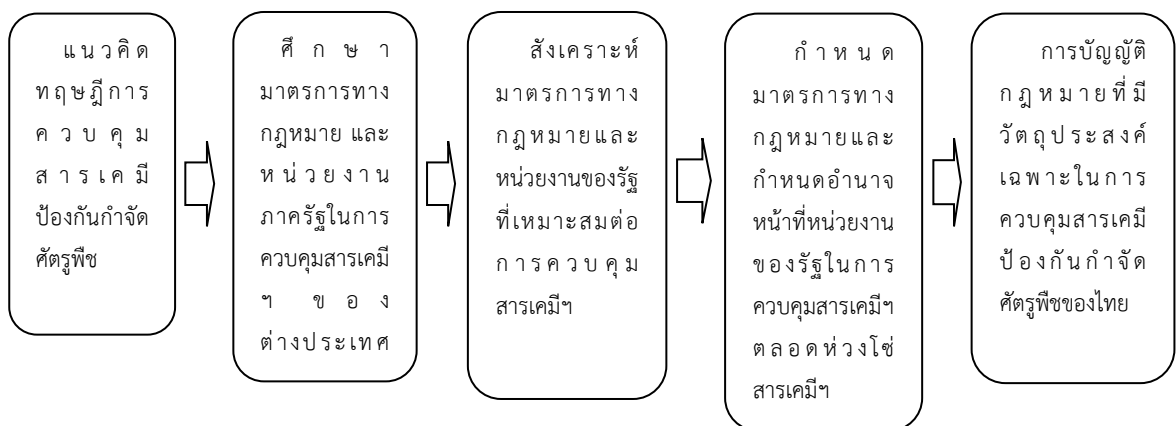 แนวคิด
ทฤษฎีการ
ควบคุม
สารเคมี
ป้องกันกำจัด
ศัตรูพืช
ศึกษา
มาตรการทาง
กฎหมาย และ
หน่วยงาน
ภาครัฐในการ
ควบคุมสารเคมี
ฯ ของ
ต่างประเทศ
สังเคราะห์
มาตรการทาง
กฎหมายและ
หน่วยงานของรัฐ
ที่เหมาะสมต่อ
การควบคุม
สารเคมีฯ
กำหนด
มาตรการทาง
กฎหมายและ
กำหนดอำนาจ
หน้าที่หน่วยงาน
ของรัฐในการ
ควบคุมสารเคมีฯ
ตลอดห่วงโซ่
สารเคมีฯ
การบัญญัติ
กฎหมายที่มี
วัตถุประสงค์
เฉพาะในการ
ควบคุมสารเคมี
ป้องกันกำจัด
ศัตรูพืชของไทย